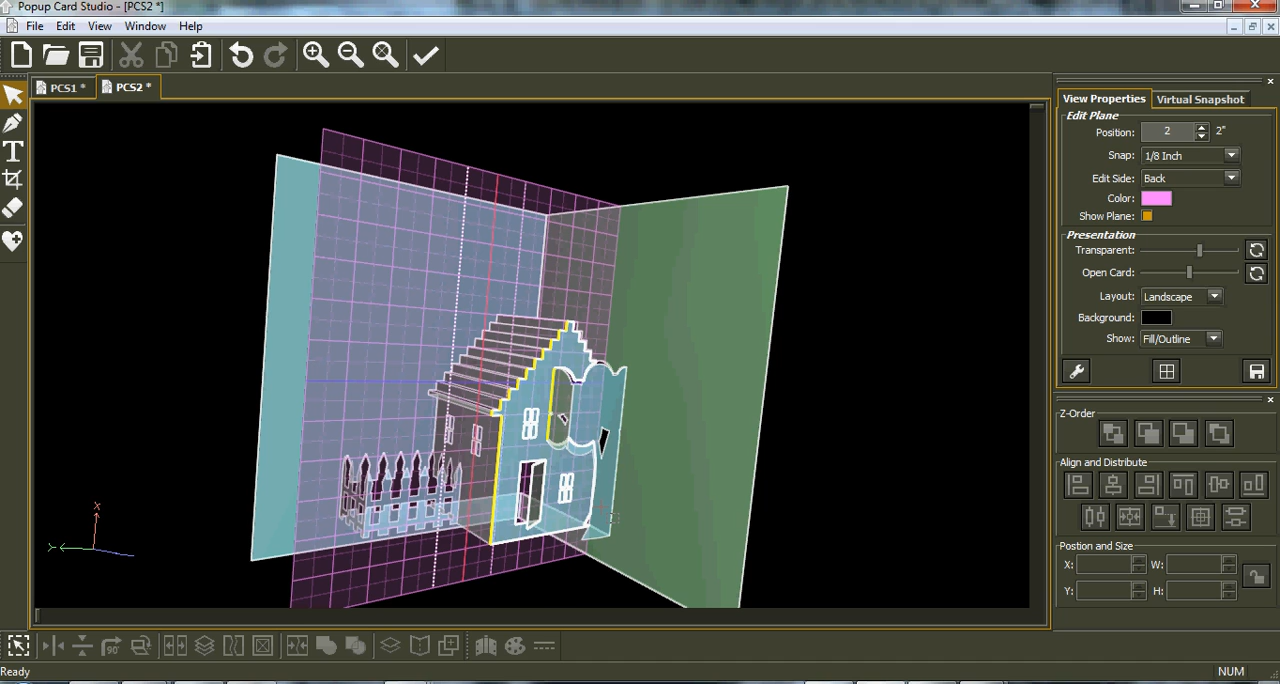 Popup Card Studio - [PCS2 *]
File Edit View Window Help
PCS1 * PCS2 *
View Properties Virtual Snapshot
Edit Plane
Position: 2 2"
Snap: 1/8 Inch
Edit Side: Back
Color:
Show Plane:
Presentation
Transparent:
Open Card:
Layout: Landscape
Background:
Show: Fill/Outline
Z-Order
Align and Distribute
Postion and Size
X: W:
Y: H:
X
Y
90°
Ready NUM